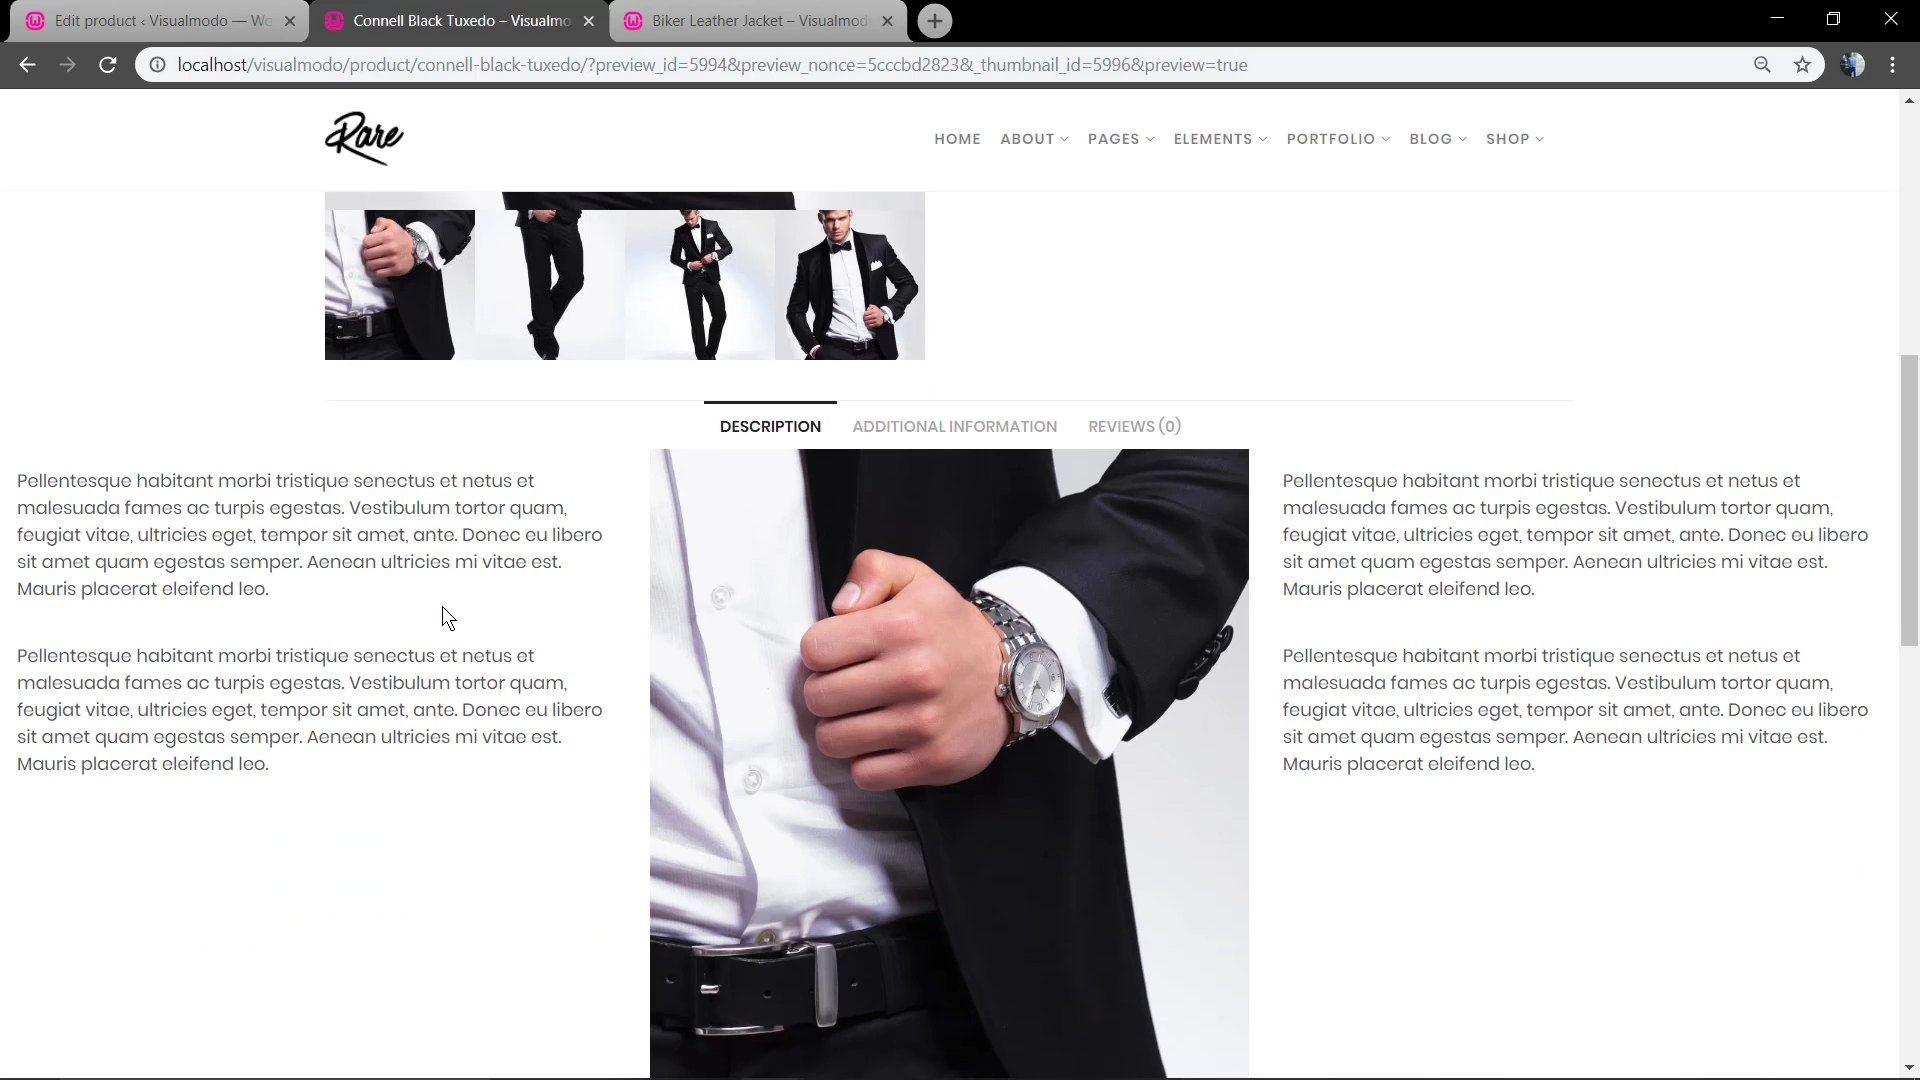 Edit product ‹ Visualmodo — Wo
Connell Black Tuxedo – Visualmo
Biker Leather Jacket – Visualmod
localhost/visualmodo/product/connell-black-tuxedo/?preview_id=5994&preview_nonce=5cccbd2823&_thumbnail_id=5996&preview=true
Rare
HOME ABOUT PAGES ELEMENTS PORTFOLIO BLOG SHOP
DESCRIPTION ADDITIONAL INFORMATION REVIEWS (0)
Pellentesque habitant morbi tristique senectus et netus et
malesuada fames ac turpis egestas. Vestibulum tortor quam,
feugiat vitae, ultricies eget, tempor sit amet, ante. Donec eu libero
sit amet quam egestas semper. Aenean ultricies mi vitae est.
Mauris placerat eleifend leo.
Pellentesque habitant morbi tristique senectus et netus et
malesuada fames ac turpis egestas. Vestibulum tortor quam,
feugiat vitae, ultricies eget, tempor sit amet, ante. Donec eu libero
sit amet quam egestas semper. Aenean ultricies mi vitae est.
Mauris placerat eleifend leo.
Pellentesque habitant morbi tristique senectus et netus et
malesuada fames ac turpis egestas. Vestibulum tortor quam,
feugiat vitae, ultricies eget, tempor sit amet, ante. Donec eu libero
sit amet quam egestas semper. Aenean ultricies mi vitae est.
Mauris placerat eleifend leo.
Pellentesque habitant morbi tristique senectus et netus et
malesuada fames ac turpis egestas. Vestibulum tortor quam,
feugiat vitae, ultricies eget, tempor sit amet, ante. Donec eu libero
sit amet quam egestas semper. Aenean ultricies mi vitae est.
Mauris placerat eleifend leo.